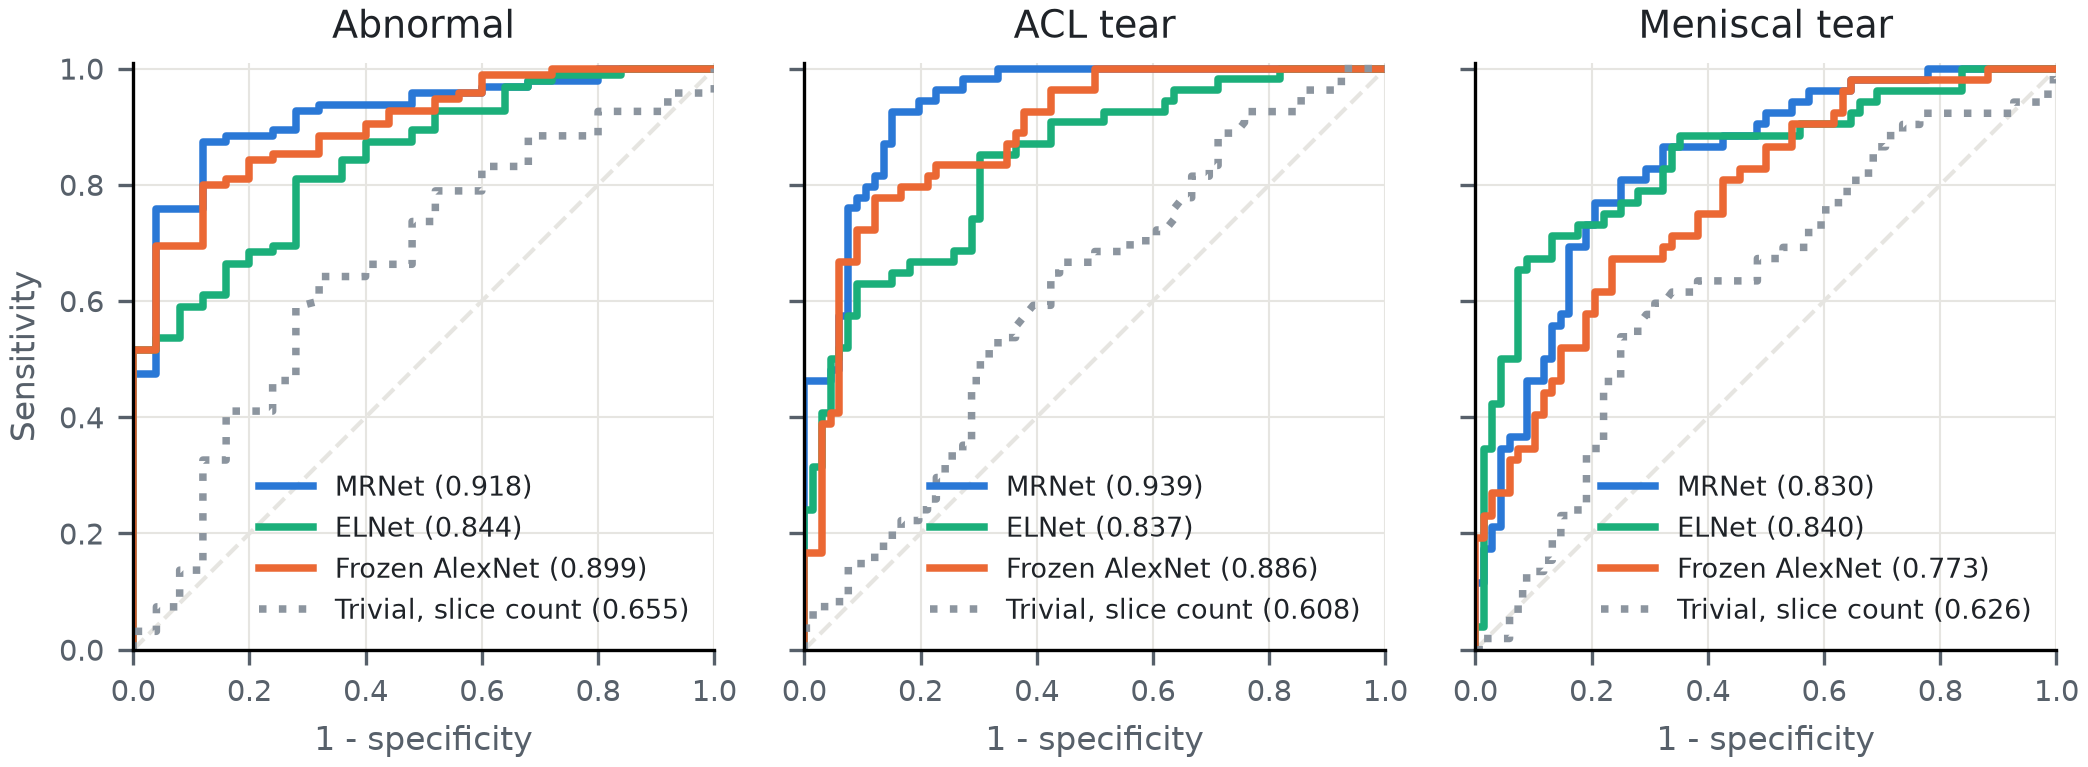 Abnormal
ACL tear
Meniscal tear
Sensitivity
1.0
0.8
0.6
0.4
0.2
0.0
MRNet (0.918)
ELNet (0.844)
Frozen AlexNet (0.899)
Trivial, slice count (0.655)
0.0 0.2 0.4 0.6 0.8 1.0
1 - specificity
MRNet (0.939)
ELNet (0.837)
Frozen AlexNet (0.886)
Trivial, slice count (0.608)
0.0 0.2 0.4 0.6 0.8 1.0
1 - specificity
MRNet (0.830)
ELNet (0.840)
Frozen AlexNet (0.773)
Trivial, slice count (0.626)
0.0 0.2 0.4 0.6 0.8 1.0
1 - specificity